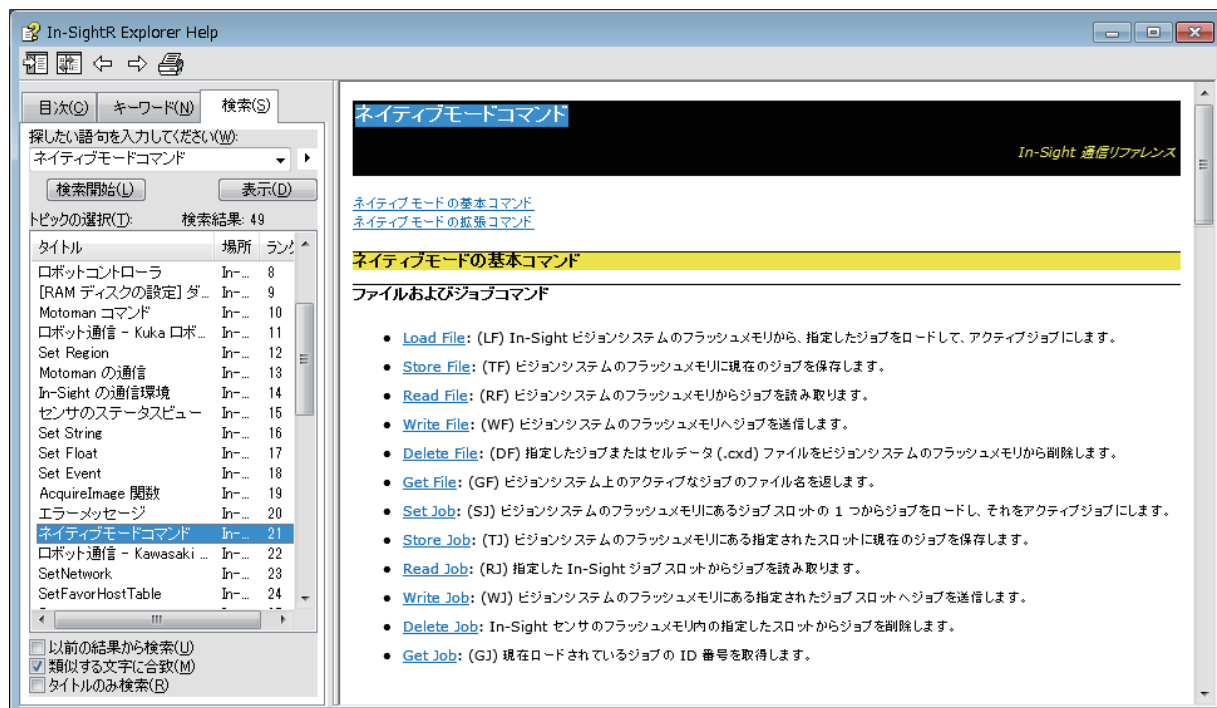 In-SightR Explorer Help
目次(C) キーワード(N) 検索(S)
探したい語句を入力してください(W):
ネイティブモードコマンド
検索開始(L) 表示(D)
トピックの選択(T): 検索結果: 49
タイトル 場所 ランク
ロボットコントローラ In-... 8
[RAM ディスクの設定] ダ... In-... 9
Motoman コマンド In-... 10
ロボット通信 - Kuka ロボ... In-... 11
Set Region In-... 12
Motoman の通信 In-... 13
In-Sight の通信環境 In-... 14
センサのステータスビュー In-... 15
Set String In-... 16
Set Float In-... 17
Set Event In-... 18
AcquireImage 関数 In-... 19
エラーメッセージ In-... 20
ネイティブモードコマンド In-... 21
ロボット通信 - Kawasaki ... In-... 22
SetNetwork In-... 23
SetFavorHostTable In-... 24
以前の結果から検索(U)
類似する文字に合致(M)
タイトルのみ検索(R)
ネイティブモードコマンド
In-Sight 通信リファレンス
ネイティブモードの基本コマンド
ネイティブモードの拡張コマンド
ネイティブモードの基本コマンド
ファイルおよびジョブコマンド
● Load File: (LF) In-Sight ビジョンシステムのフラッシュメモリから、指定したジョブをロードして、アクティブジョブにします。
● Store File: (TF) ビジョンシステムのフラッシュメモリに現在のジョブを保存します。
● Read File: (RF) ビジョンシステムのフラッシュメモリからジョブを読み取ります。
● Write File: (WF) ビジョンシステムのフラッシュメモリへジョブを送信します。
● Delete File: (DF) 指定したジョブまたはセルデータ (.cxd) ファイルをビジョンシステムのフラッシュメモリから削除します。
● Get File: (GF) ビジョンシステム上のアクティブなジョブのファイル名を返します。
● Set Job: (SJ) ビジョンシステムのフラッシュメモリにあるジョブスロットの 1 つからジョブをロードし、それをアクティブジョブにします。
● Store Job: (TJ) ビジョンシステムのフラッシュメモリにある指定されたスロットに現在のジョブを保存します。
● Read Job: (RJ) 指定した In-Sight ジョブスロットからジョブを読み取ります。
● Write Job: (WJ) ビジョンシステムのフラッシュメモリにある指定されたジョブスロットへジョブを送信します。
● Delete Job: In-Sight センサのフラッシュメモリ内の指定したスロットからジョブを削除します。
● Get Job: (GJ) 現在ロードされているジョブの ID 番号を取得します。